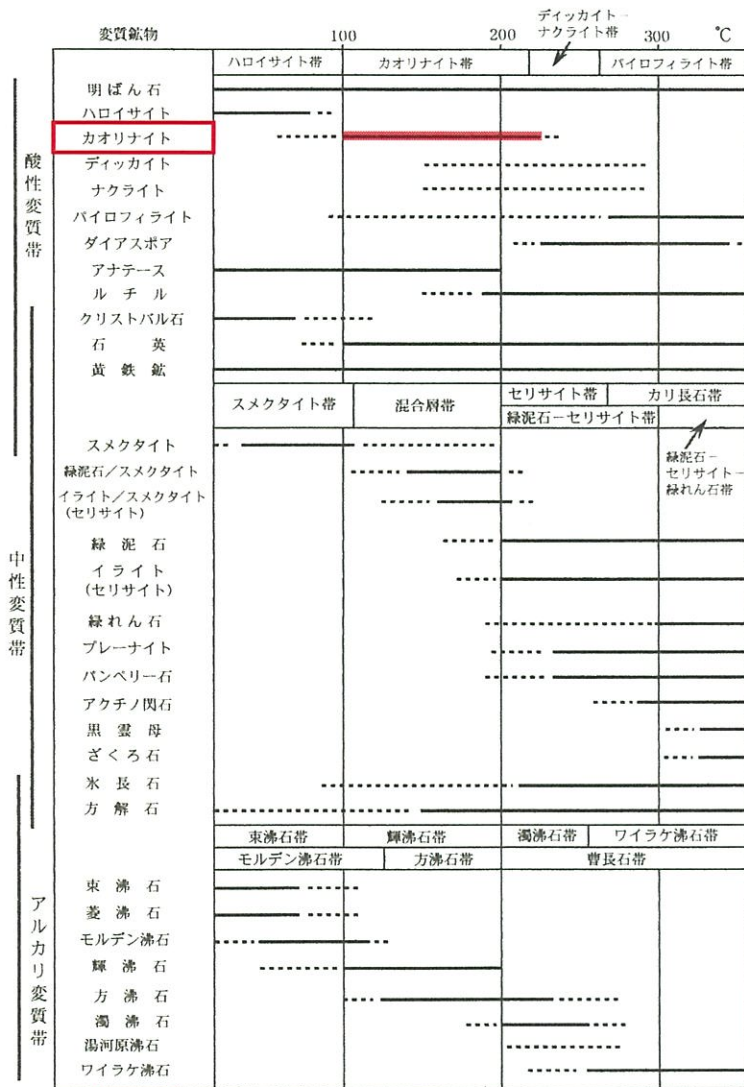 変質鉱物
100
200
300
℃
ディッカイト－
ナクライト帯
ハロイサイト帯
カオリナイト帯
パイロフィライト帯
酸性変質帯
明ばん石
ハロイサイト
カオリナイト
ディッカイト
ナクライト
パイロフィライト
ダイアスポア
アナテース
ルチル
クリストバル石
石英
黄鉄鉱
スメクタイト帯
混合層帯
セリサイト帯
カリ長石帯
緑泥石－セリサイト帯
緑泥石－
セリサイト－
緑れん石帯
中性変質帯
スメクタイト
緑泥石/スメクタイト
イライト/スメクタイト
(セリサイト)
緑泥石
イライト
(セリサイト)
緑れん石
プレーナイト
パンペリー石
アクチノ閃石
黒雲母
ざくろ石
氷長石
方解石
束沸石帯
輝沸石帯
濁沸石帯
ワイラケ沸石帯
モルデン沸石帯
方沸石帯
曹長石帯
アルカリ変質帯
束沸石
菱沸石
モルデン沸石
輝沸石
方沸石
濁沸石
湯河原沸石
ワイラケ沸石